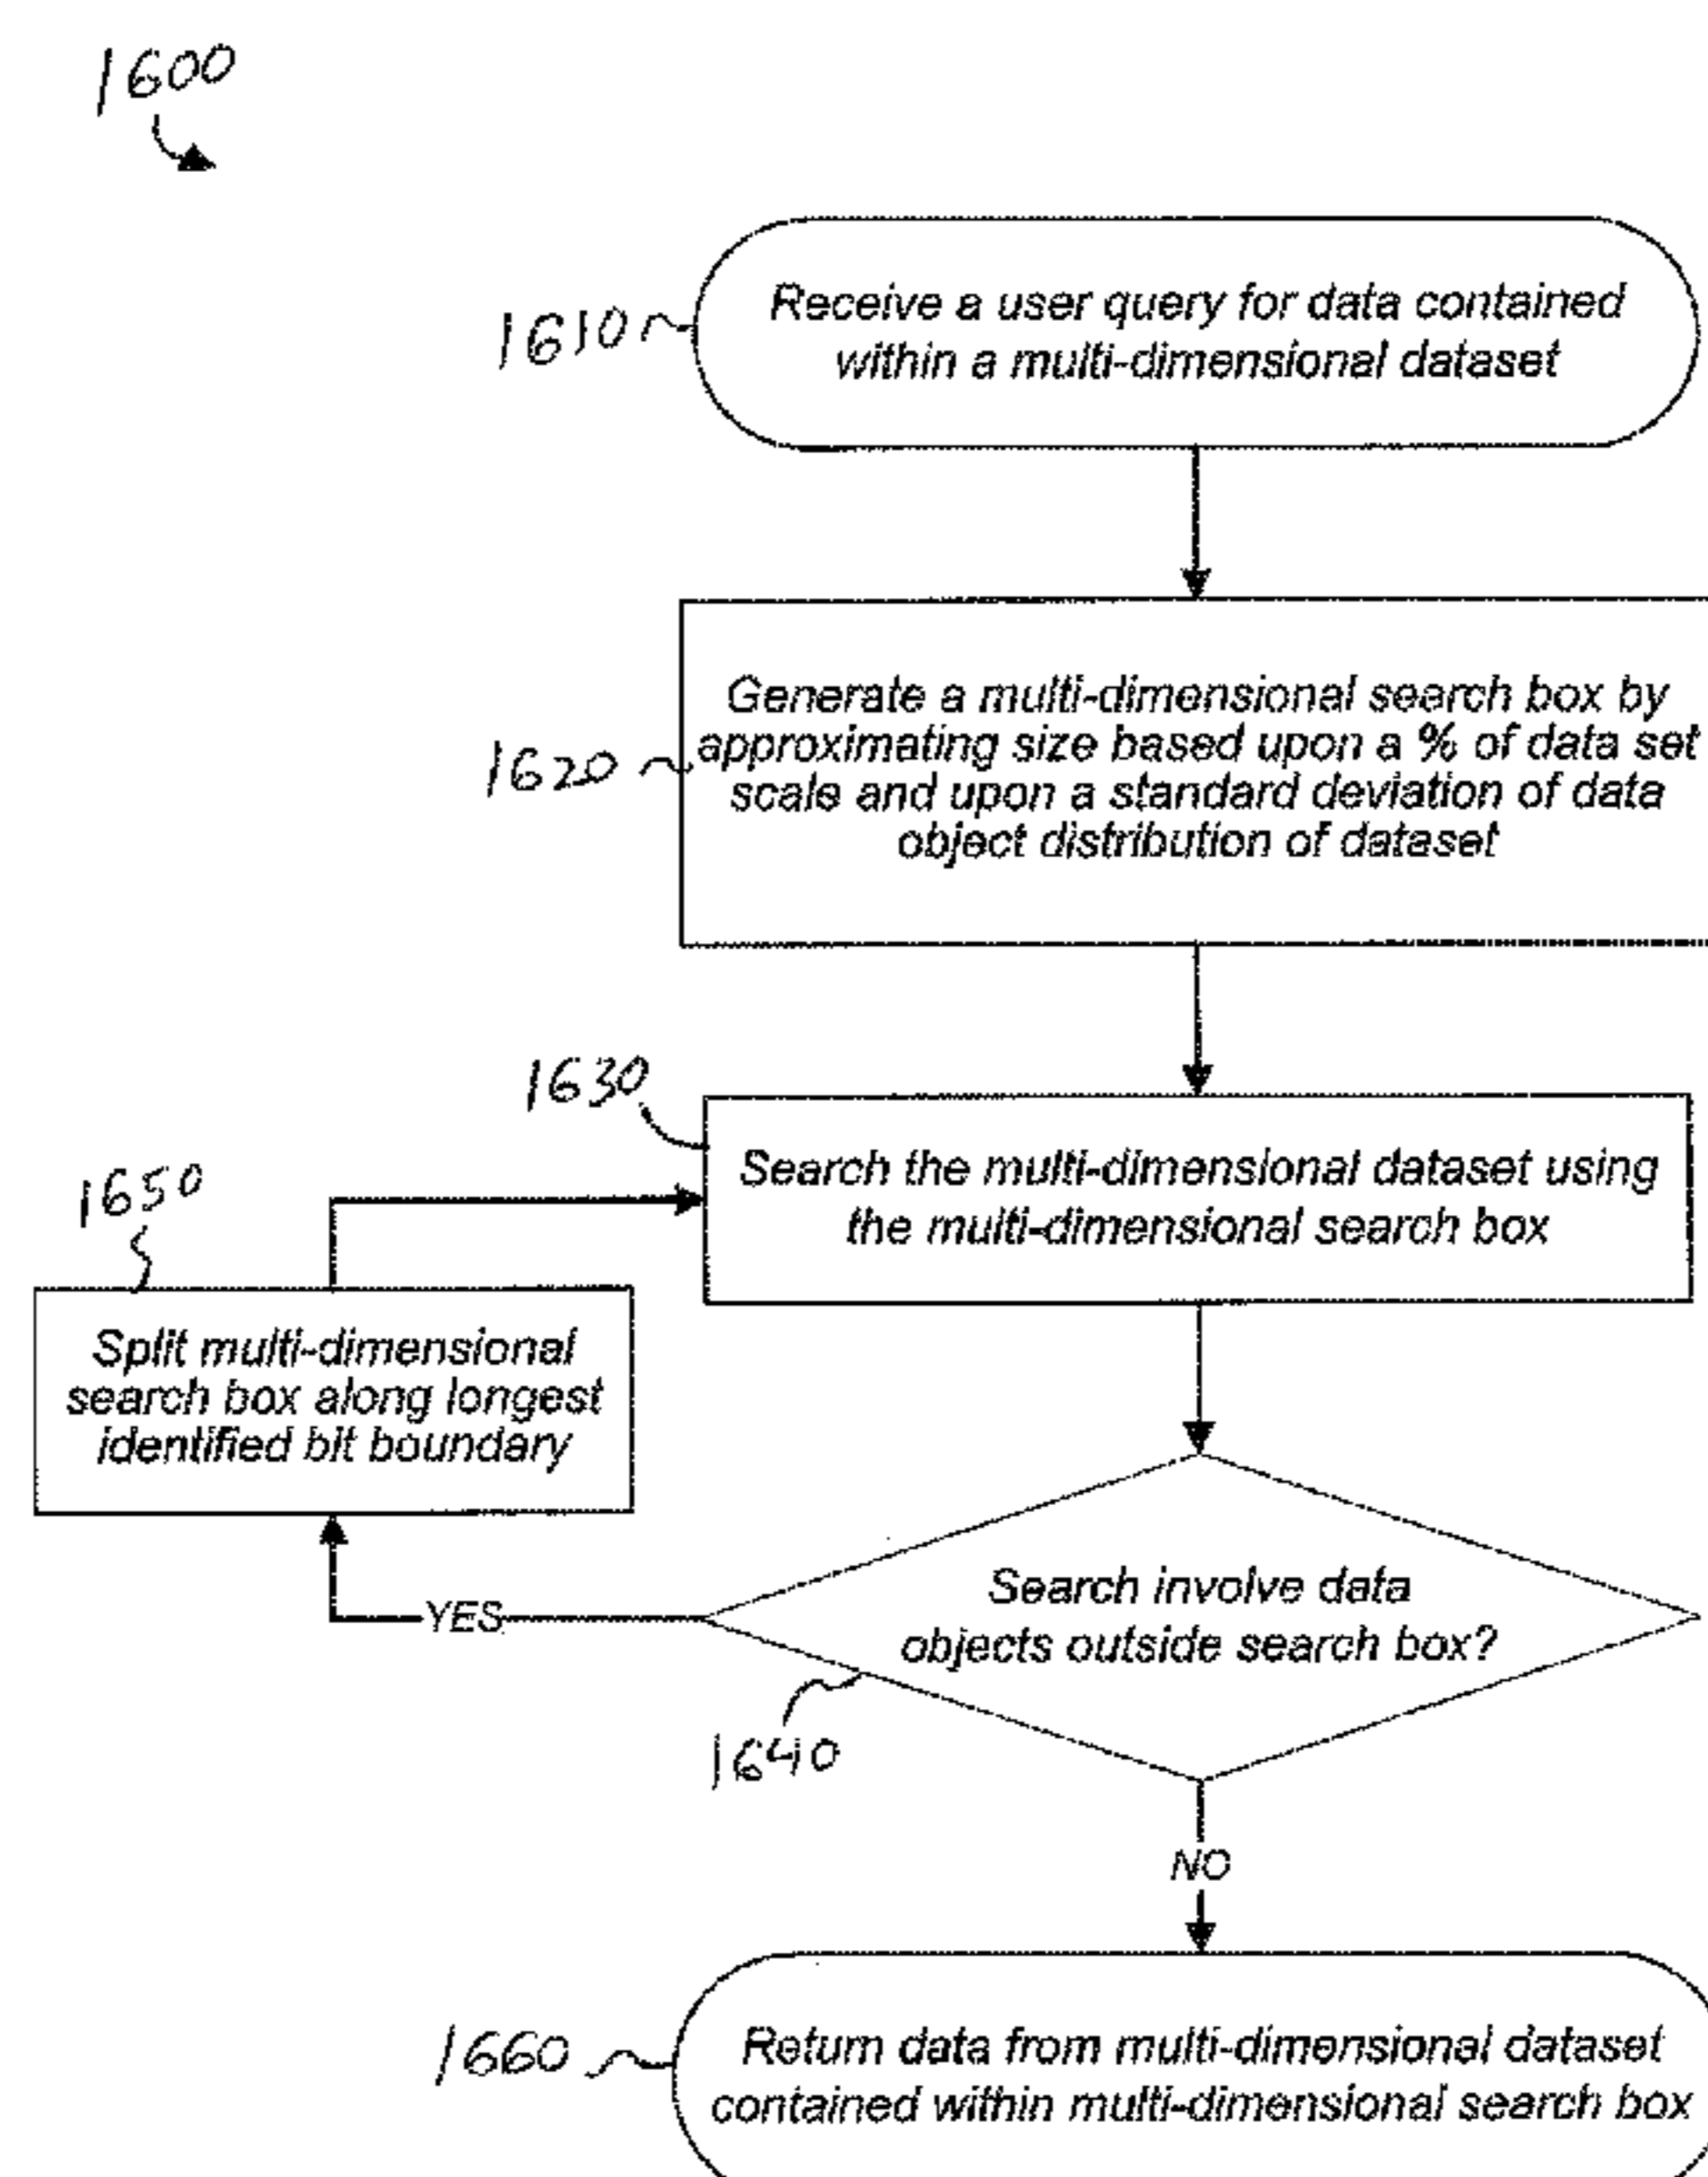 1600
1610
Receive a user query for data contained
within a multi-dimensional dataset
Generate a multi-dimensional search box by
1620
approximating size based upon a % of data set
scale and upon a standard deviation of data
object distribution of dataset
1630
Search the multi-dimensional dataset using
the multi-dimensional search box
1650
Split multi-dimensional
search box along longest
identified bit boundary
YES
Search involve data
objects outside search box?
1640
NO
1660
Return data from multi-dimensional dataset
contained within multi-dimensional search box